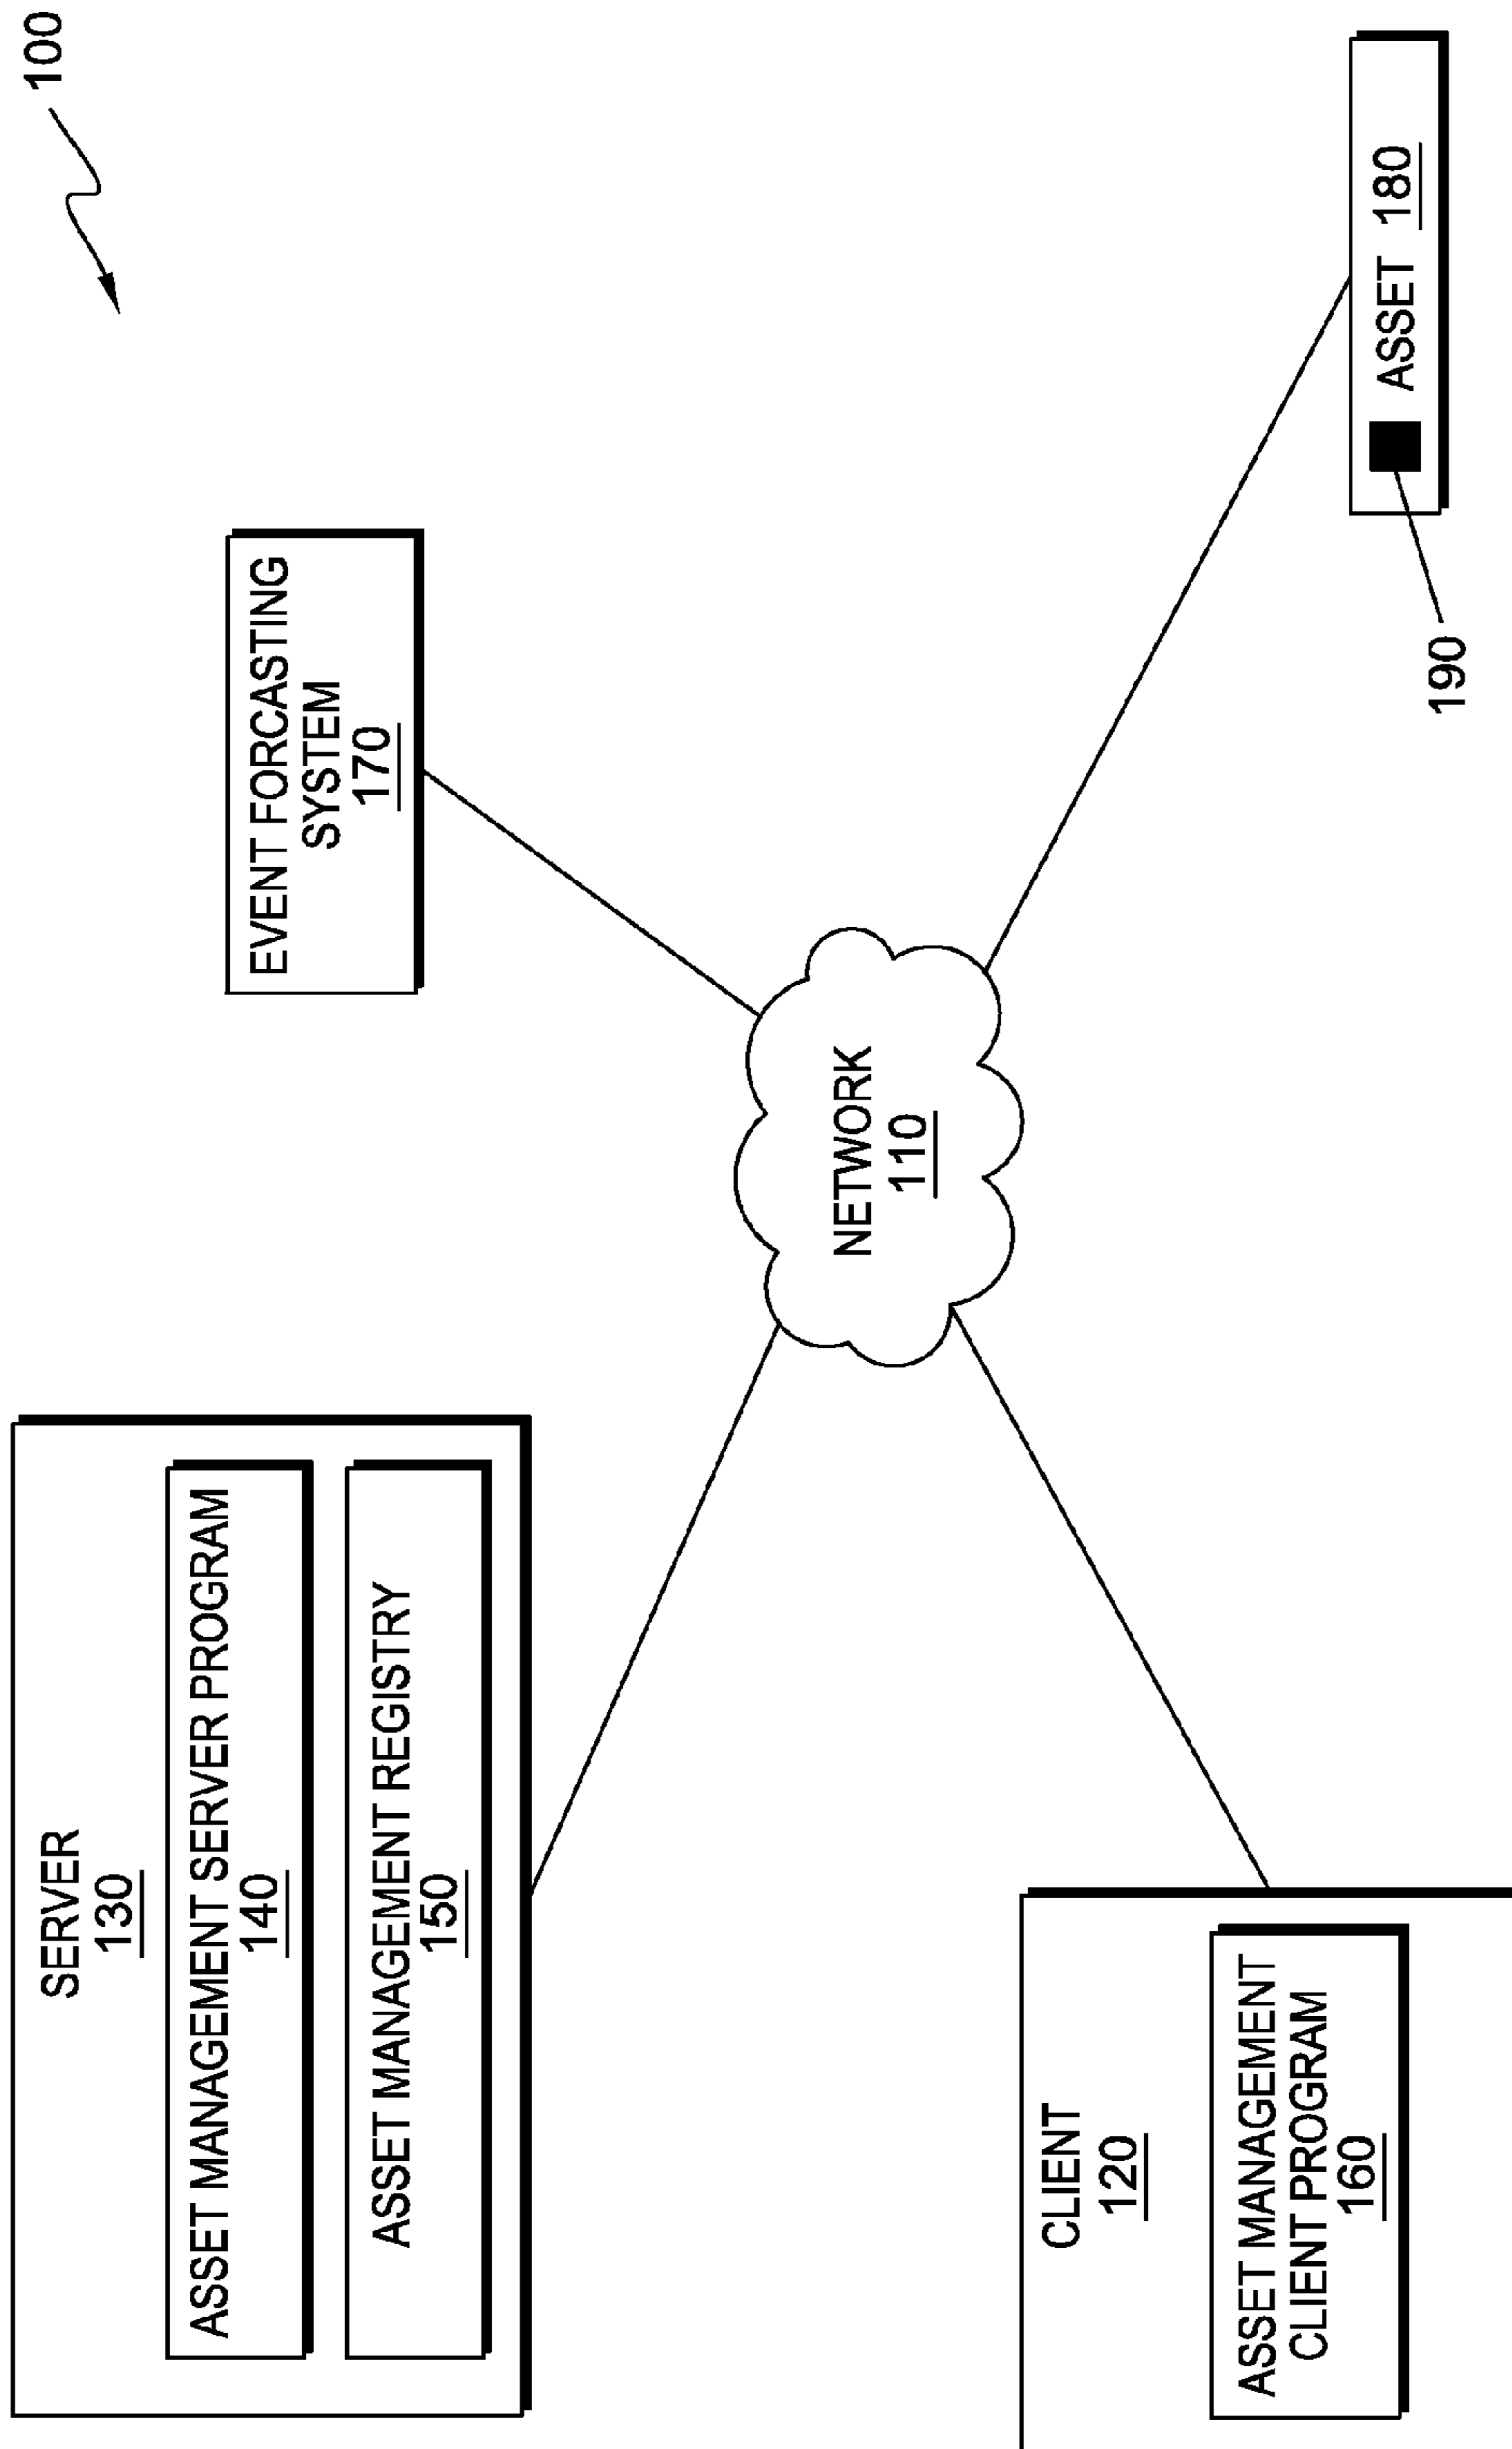 100
SERVER
130
ASSET MANAGEMENT SERVER PROGRAM
140
ASSET MANAGEMENT REGISTRY
150
EVENT FORCASTING
SYSTEM
170
NETWORK
110
CLIENT
120
ASSET MANAGEMENT
CLIENT PROGRAM
160
ASSET 180
190